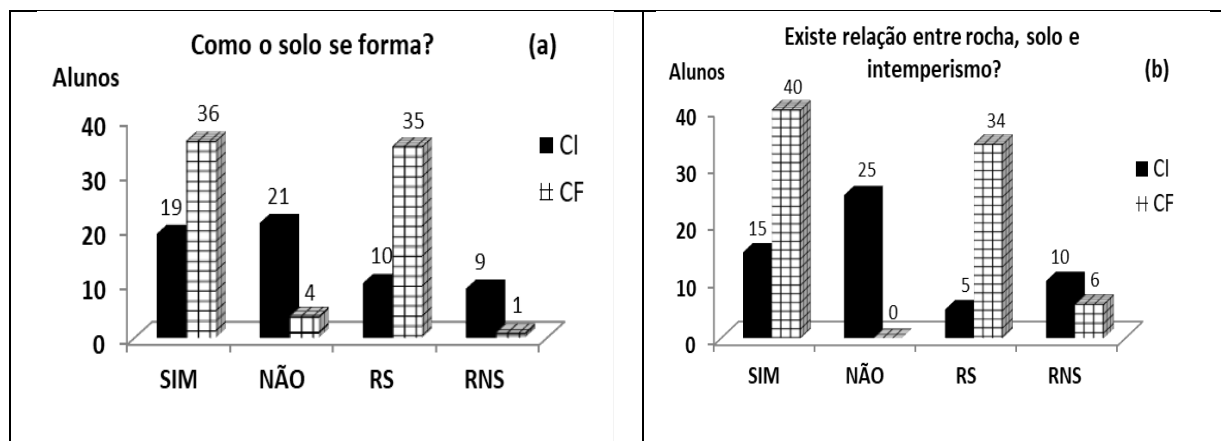 Como o solo se forma? (a)
Alunos
40
30
20
10
0
19
36
21
4
10
35
9
1
CI
CF
SIM NÃO RS RNS
Existe relação entre rocha, solo e
intemperismo?
(b)
Alunos
40
30
20
10
0
15
40
25
0
5
34
10
6
CI
CF
SIM NÃO RS RNS